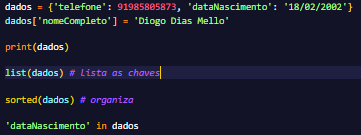 dados = {'telefone': 91985805873, 'dataNascimento': '18/02/2002'}
dados['nomeCompleto'] = 'Diogo Dias Mello'
print(dados)
list(dados) # lista as chaves
sorted(dados) # organiza
'dataNascimento' in dados